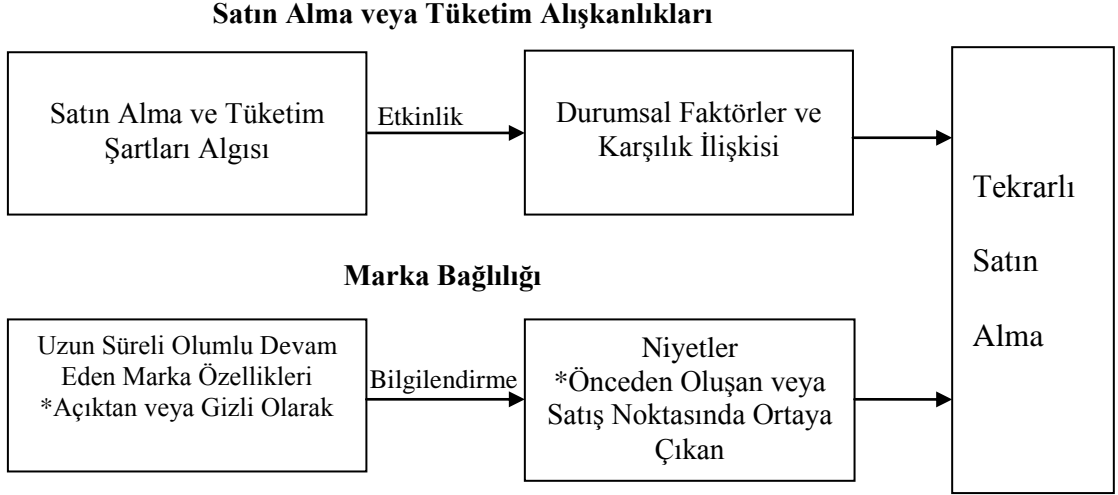 Satın Alma veya Tüketim Alışkanlıkları
Satın Alma ve Tüketim
Şartları Algısı
Etkinlik
Durumsal Faktörler ve
Karşılık İlişkisi
Marka Bağlılığı
Uzun Süreli Olumlu Devam
Eden Marka Özellikleri
*Açıktan veya Gizli Olarak
Bilgilendirme
Niyetler
*Önceden Oluşan veya
Satış Noktasında Ortaya
Çıkan
Tekrarlı
Satın
Alma